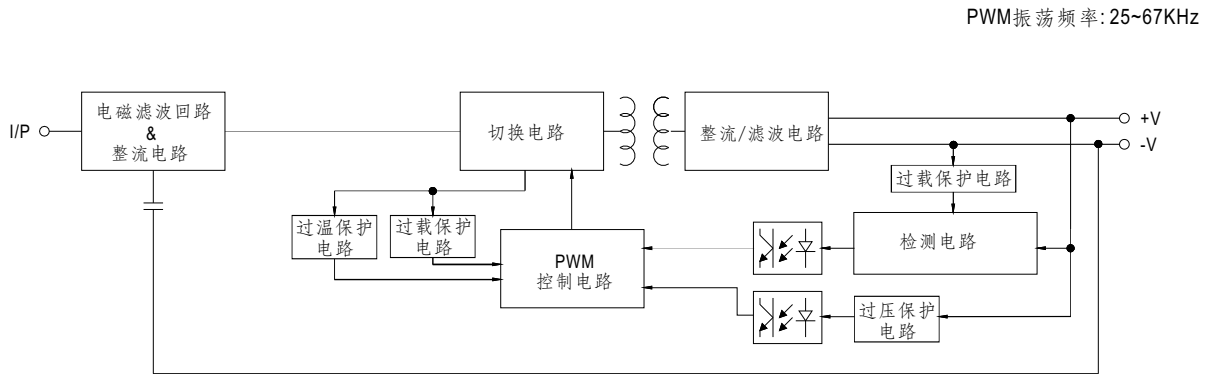 PWM振荡频率: 25~67KHz
I/P
电磁滤波回路
&
整流电路
切换电路
整流/滤波电路
+V
-V
过载保护电路
过温保护
电路
过载保护
电路
PWM
控制电路
检测电路
过压保护
电路